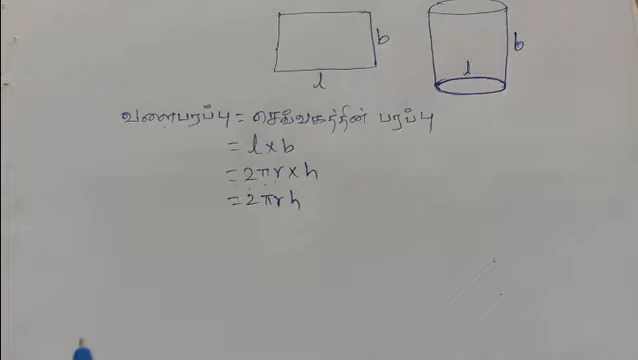 b
b
l
l
வளைபரப்பு = செவ்வகத்தின் பரப்பு
= l × b
= 2πr × h
= 2πrh